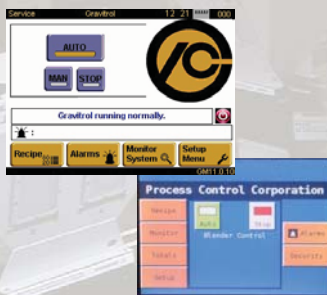 Service Gravitrol 12 21 000
AUTO
MAN STOP
Gravitrol running normally.
:
Recipe Alarms Monitor System Setup Menu
GM11.0.10
Process Control Corporation
Recipe
Auto Stop
Monitor Blender Control Alarms
Totals Security
Setup